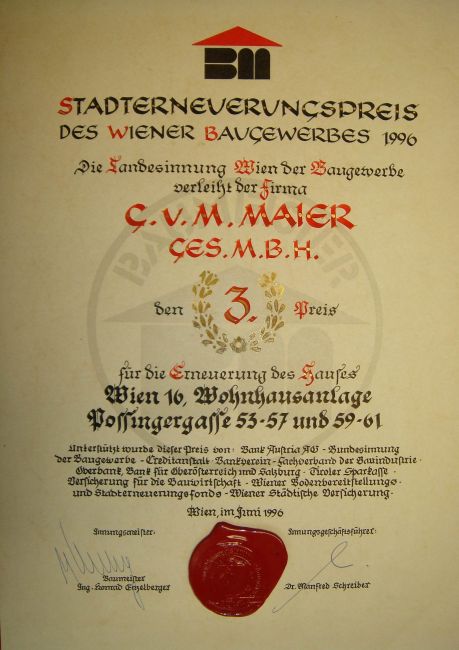 BM
STADTERNEUERUNGSPREIS
DES WIENER BAUGEWERBES 1996
Die Landesinnung Wien der Baugewerbe
verleiht der Firma
G. v. M. MAIER
GES. M. B. H.
den 3. Preis
für die Erneuerung des Hauses
Wien 16, Wohnhausanlage
Possingergasse 53-57 und 59-61
Unterstützt wurde dieser Preis von · Bank Austria AG · Bundesinnung
der Baugewerbe · Creditanstalt Bankverein · Fachverband der Bauindustrie ·
Oberbank, Bank für Oberösterreich und Salzburg · Tiroler Sparkasse ·
Versicherung für die Bauwirtschaft · Wiener Bodenbereitstellungs-
und Stadterneuerungsfonds · Wiener Städtische Versicherung ·
Wien, im Juni 1996
Innungsmeister: Innungsgeschäftsführer:
Baumeister
Ing. Konrad Enzelberger Dr. Manfred Schreiber